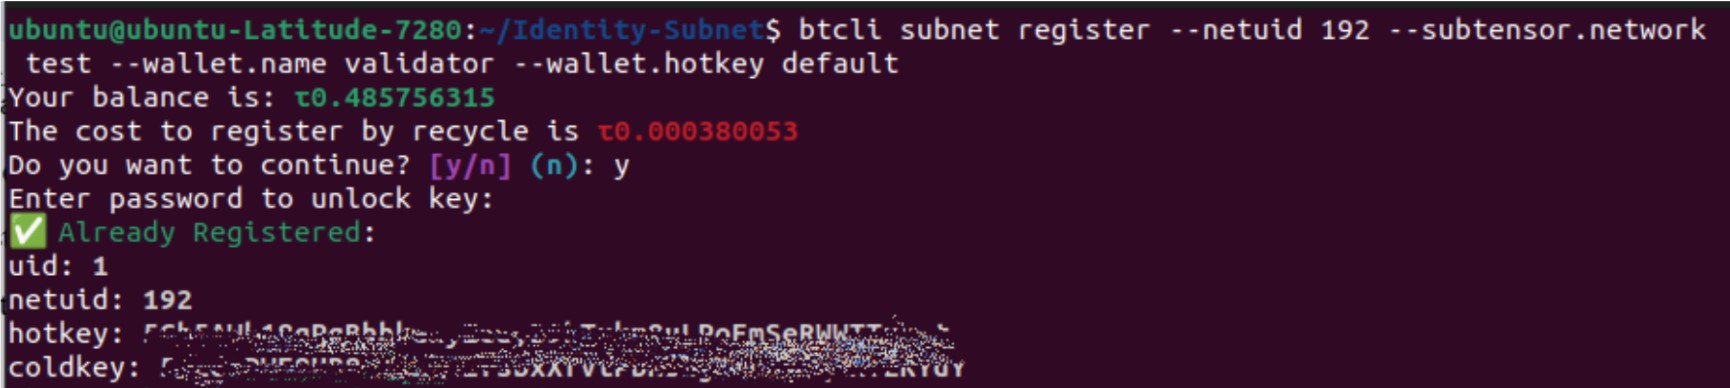 ubuntu@ubuntu-Latitude-7280:~/Identity-Subnet$ btcli subnet register --netuid 192 --subtensor.network
test --wallet.name validator --wallet.hotkey default
Your balance is: τ0.485756315
The cost to register by recycle is τ0.000380053
Do you want to continue? [y/n] (n): y
Enter password to unlock key:
✅ Already Registered:
uid: 1
netuid: 192
hotkey:
coldkey: